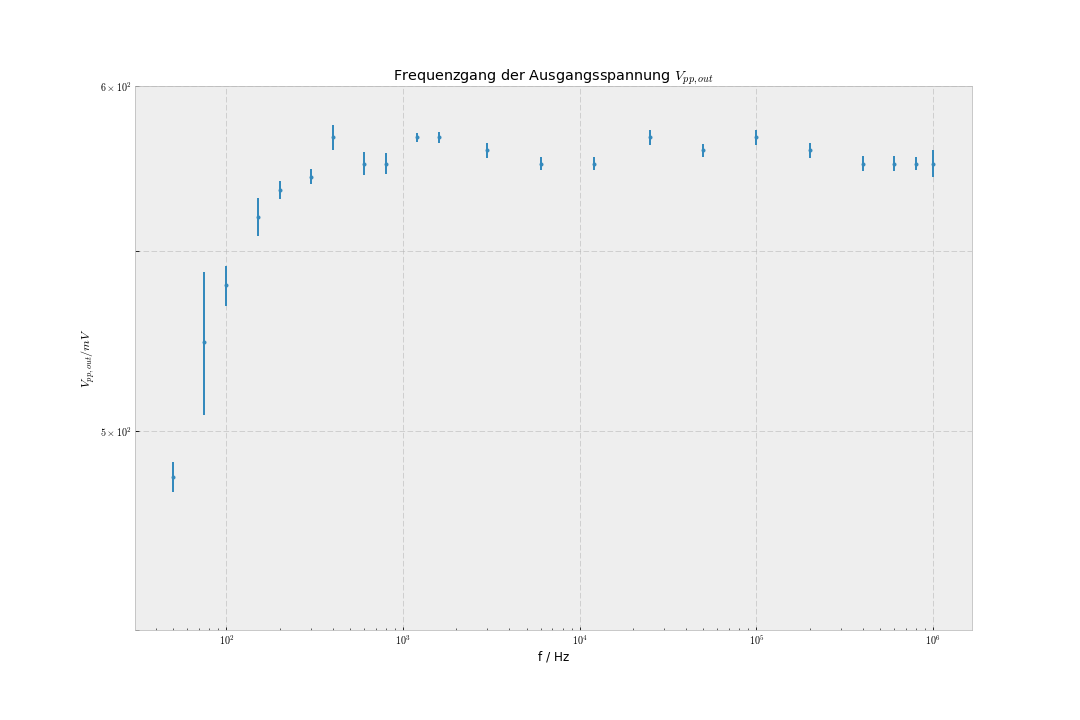 Frequenzgang der Ausgangsspannung $V_{pp,out}$
6 × 10²
5 × 10²
$V_{pp,out}/mV$
10² 10³ 10⁴ 10⁵ 10⁶
f / Hz